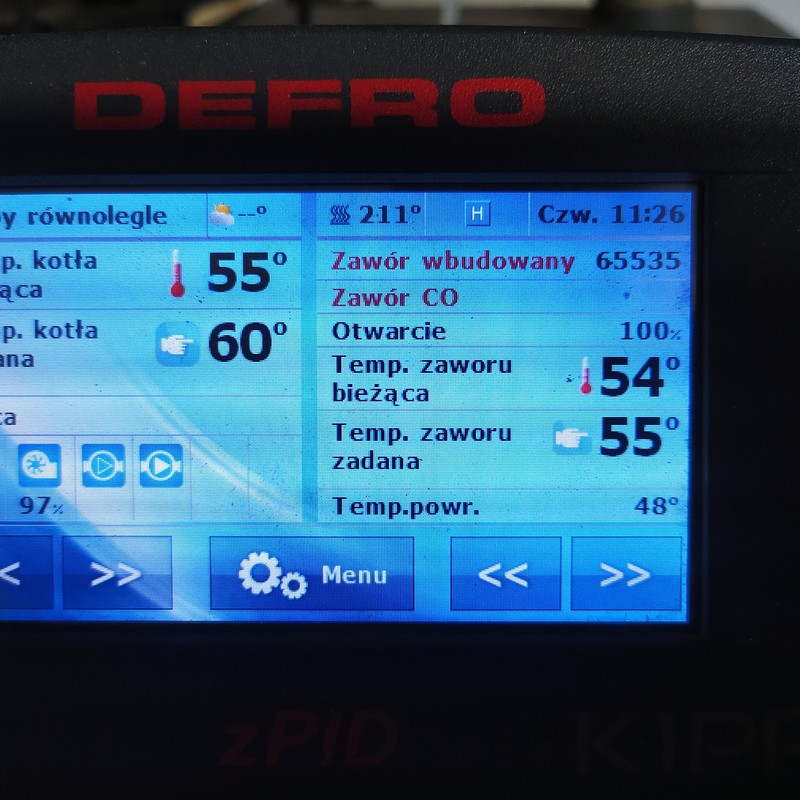 DEFRO
y równolegle
--°
211°
H
Czw. 11:26
p. kotła
ąca
55°
p. kotła
ana
60°
a
97%
>>
Menu
<<
>>
Zawór wbudowany 65535
Zawór CO
Otwarcie 100%
Temp. zaworu
bieżąca
54°
Temp. zaworu
zadana
55°
Temp.powr. 48°
zPID
KIPP